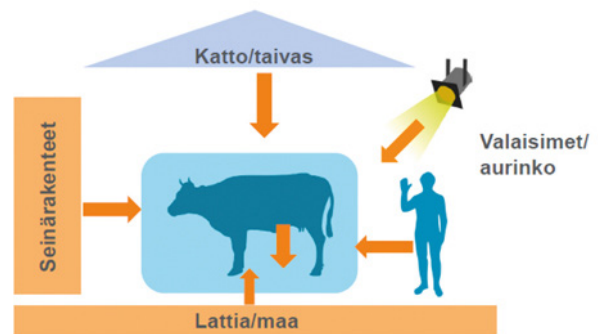 Katto/taivas
Valaisimet/
aurinko
Seinärakenteet
Lattia/maa